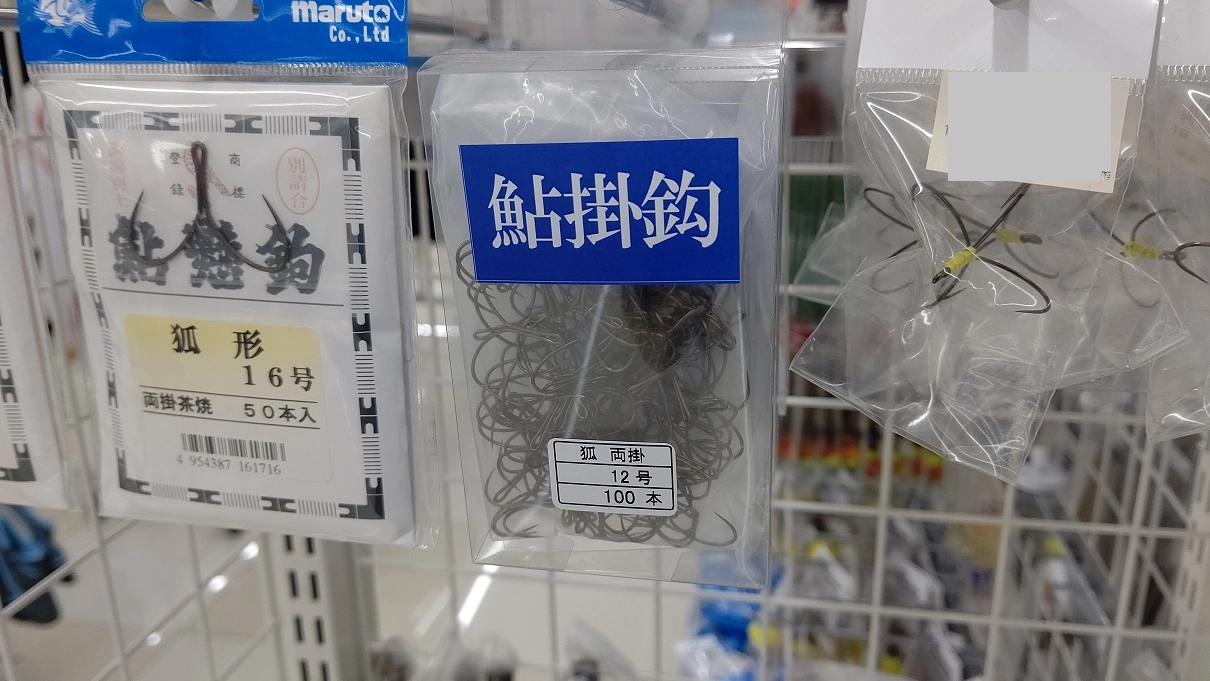 maruto
Co.,Ltd
登 商
録 標
別請合
鮎掛鈎
狐 形
16号
両掛茶焼 50本入
4 954387 161716
鮎掛鈎
狐 両掛
12号
100 本